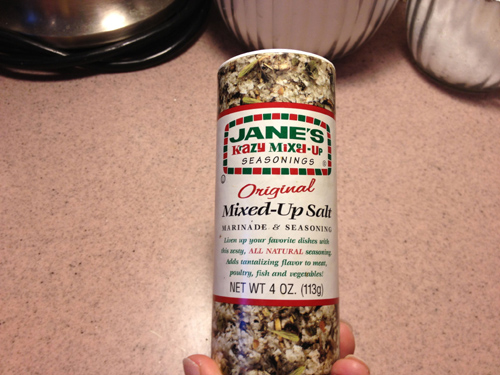 JANE'S
Krazy Mixed-Up
SEASONINGS
®
Original
Mixed-Up Salt
MARINADE & SEASONING
Liven up your favorite dishes with
this zesty, ALL NATURAL seasoning.
Adds tantalizing flavor to meat,
poultry, fish and vegetables!
NET WT 4 OZ. (113g)